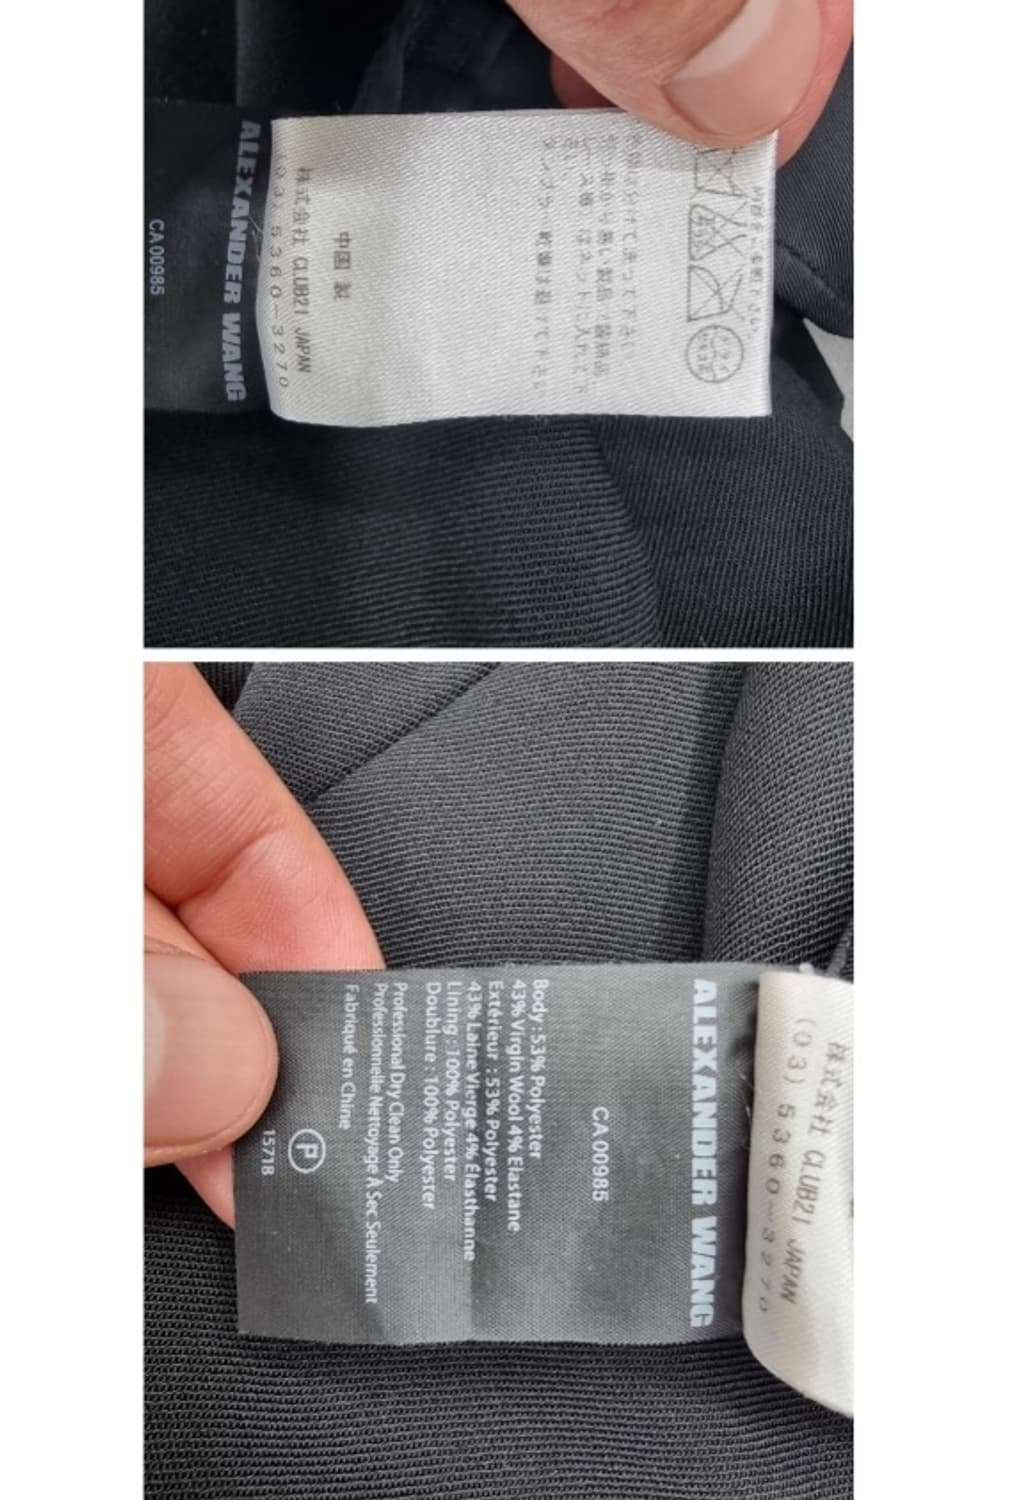 ALEXANDER WANG
CA 00985
中国 製
株式会社 CLUB21 JAPAN
(03) 5360-3270
ALEXANDER WANG
CA 00985
Body : 53% Polyester
43% Virgin Wool 4% Elastane
Extérieur : 53% Polyester
43% Laine Vierge 4% Élasthanne
Lining : 100% Polyester
Doublure : 100% Polyester
Professional Dry Clean Only
Professionnelle Nettoyage À Sec Seulement
Fabriqué en Chine
P
15718
株式会社 CLUB21 JAPAN
(03) 5360-3270